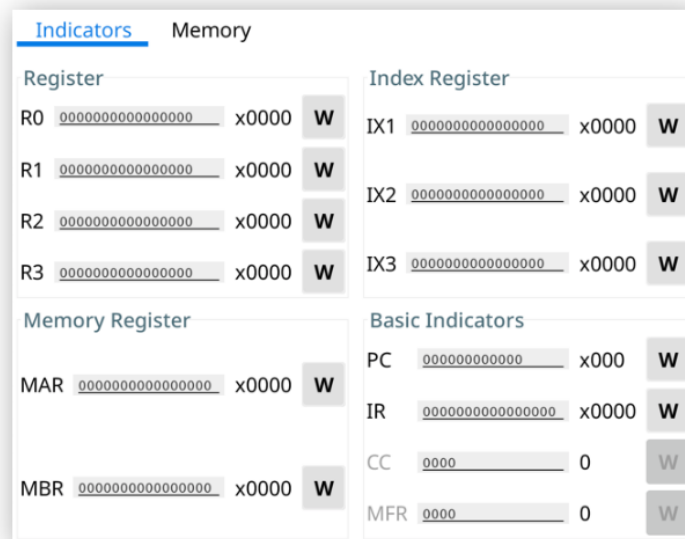 Indicators Memory
Register
R0 0000000000000000 x0000 W
R1 0000000000000000 x0000 W
R2 0000000000000000 x0000 W
R3 0000000000000000 x0000 W
Index Register
IX1 0000000000000000 x0000 W
IX2 0000000000000000 x0000 W
IX3 0000000000000000 x0000 W
Memory Register
MAR 0000000000000000 x0000 W
MBR 0000000000000000 x0000 W
Basic Indicators
PC 000000000000 x000 W
IR 0000000000000000 x0000 W
CC 0000 0 W
MFR 0000 0 W